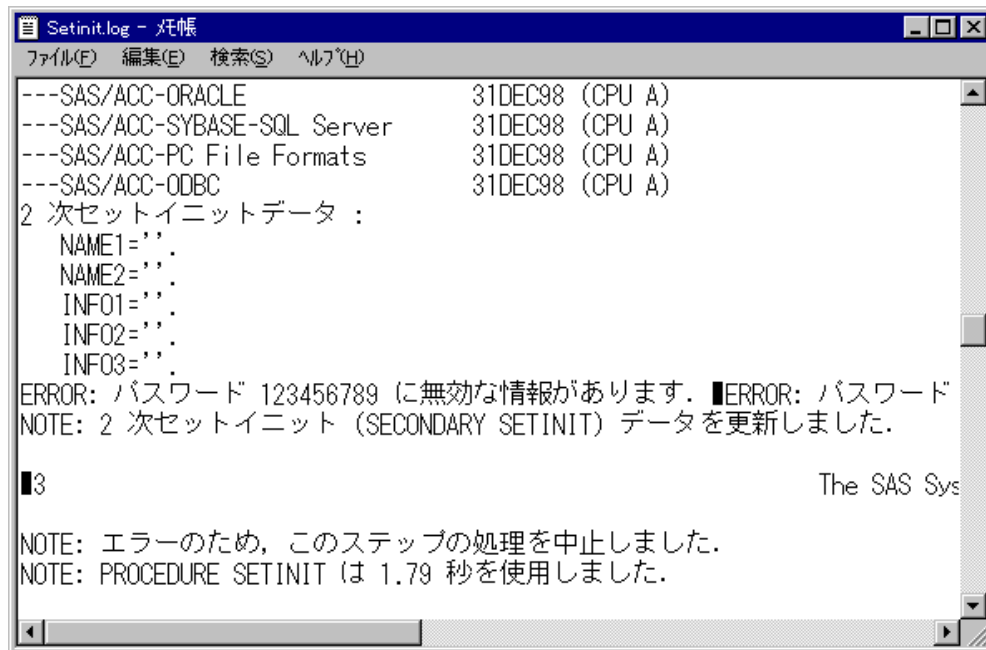 Setinit.log - メモ帳
ファイル(F) 編集(E) 検索(S) ヘルプ(H)
---SAS/ACC-ORACLE 31DEC98 (CPU A)
---SAS/ACC-SYBASE-SQL Server 31DEC98 (CPU A)
---SAS/ACC-PC File Formats 31DEC98 (CPU A)
---SAS/ACC-ODBC 31DEC98 (CPU A)
2 次セットイニットデータ :
NAME1=''.
NAME2=''.
INFO1=''.
INFO2=''.
INFO3=''.
ERROR: パスワード 123456789 に無効な情報があります. ■ERROR: パスワード
NOTE: 2 次セットイニット (SECONDARY SETINIT) データを更新しました.
■3 The SAS Sys
NOTE: エラーのため, このステップの処理を中止しました.
NOTE: PROCEDURE SETINIT は 1.79 秒を使用しました.